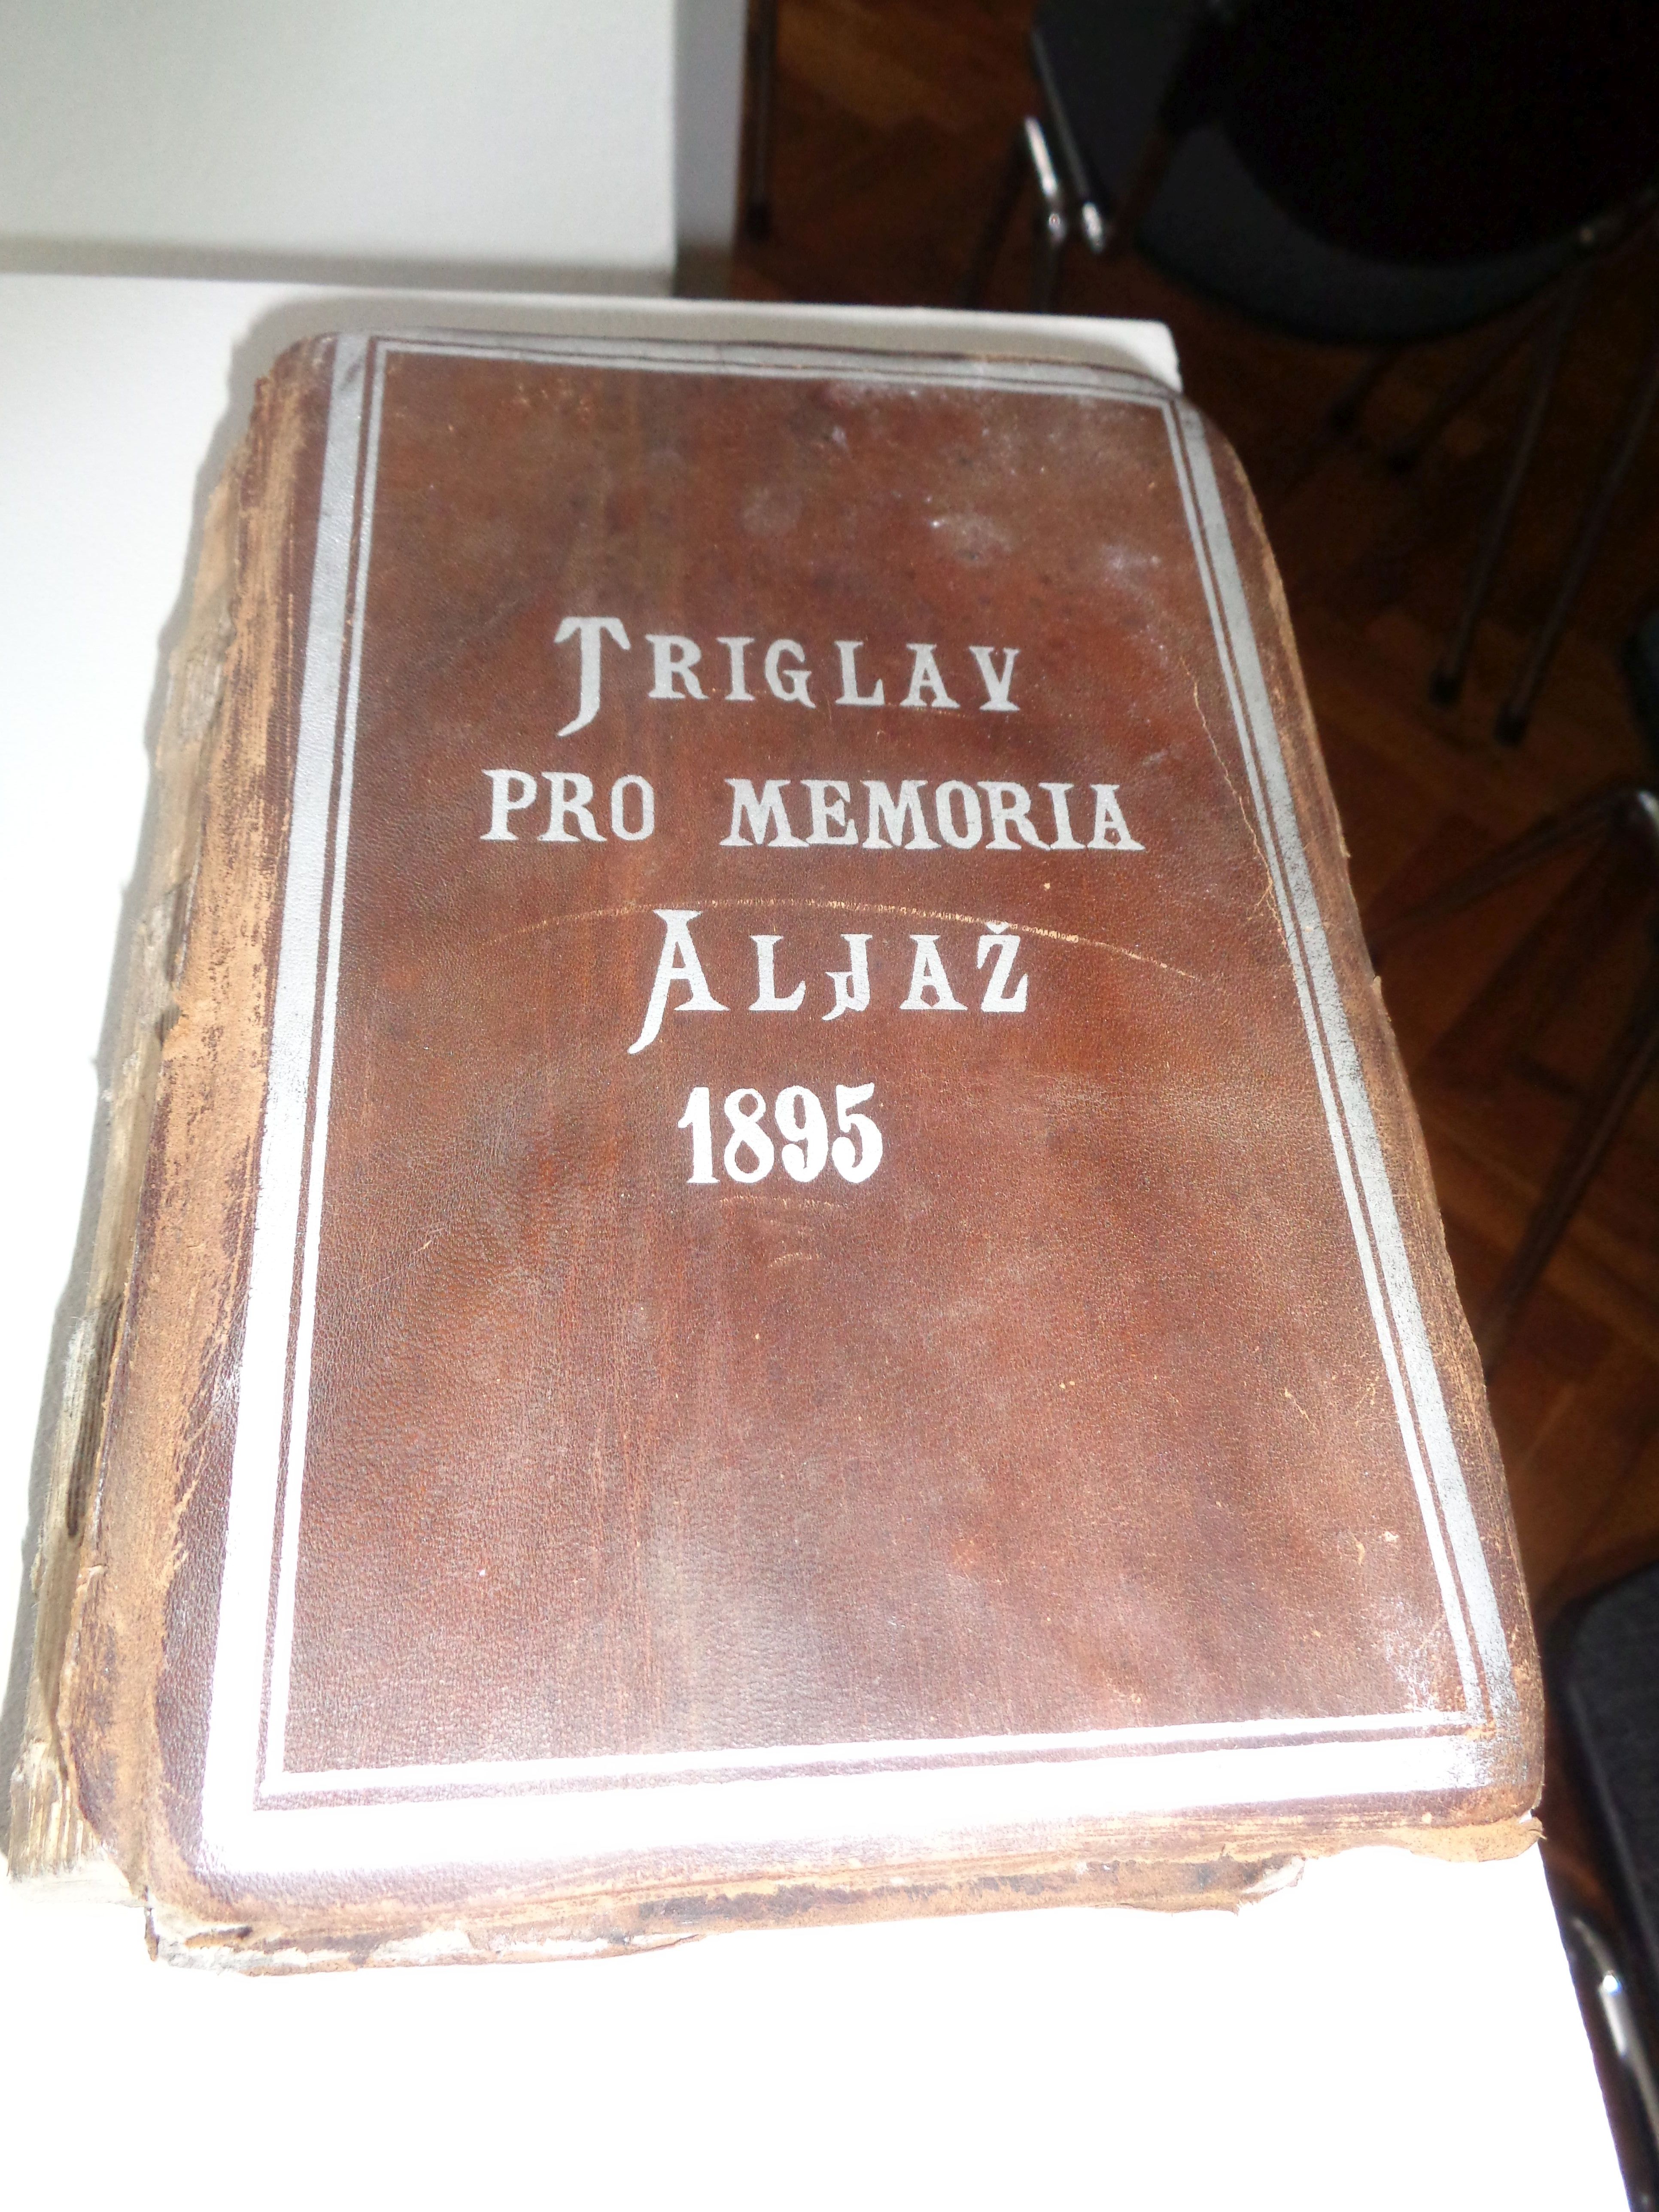 TRIGLAV
PRO MEMORIA
ALJAŽ
1895